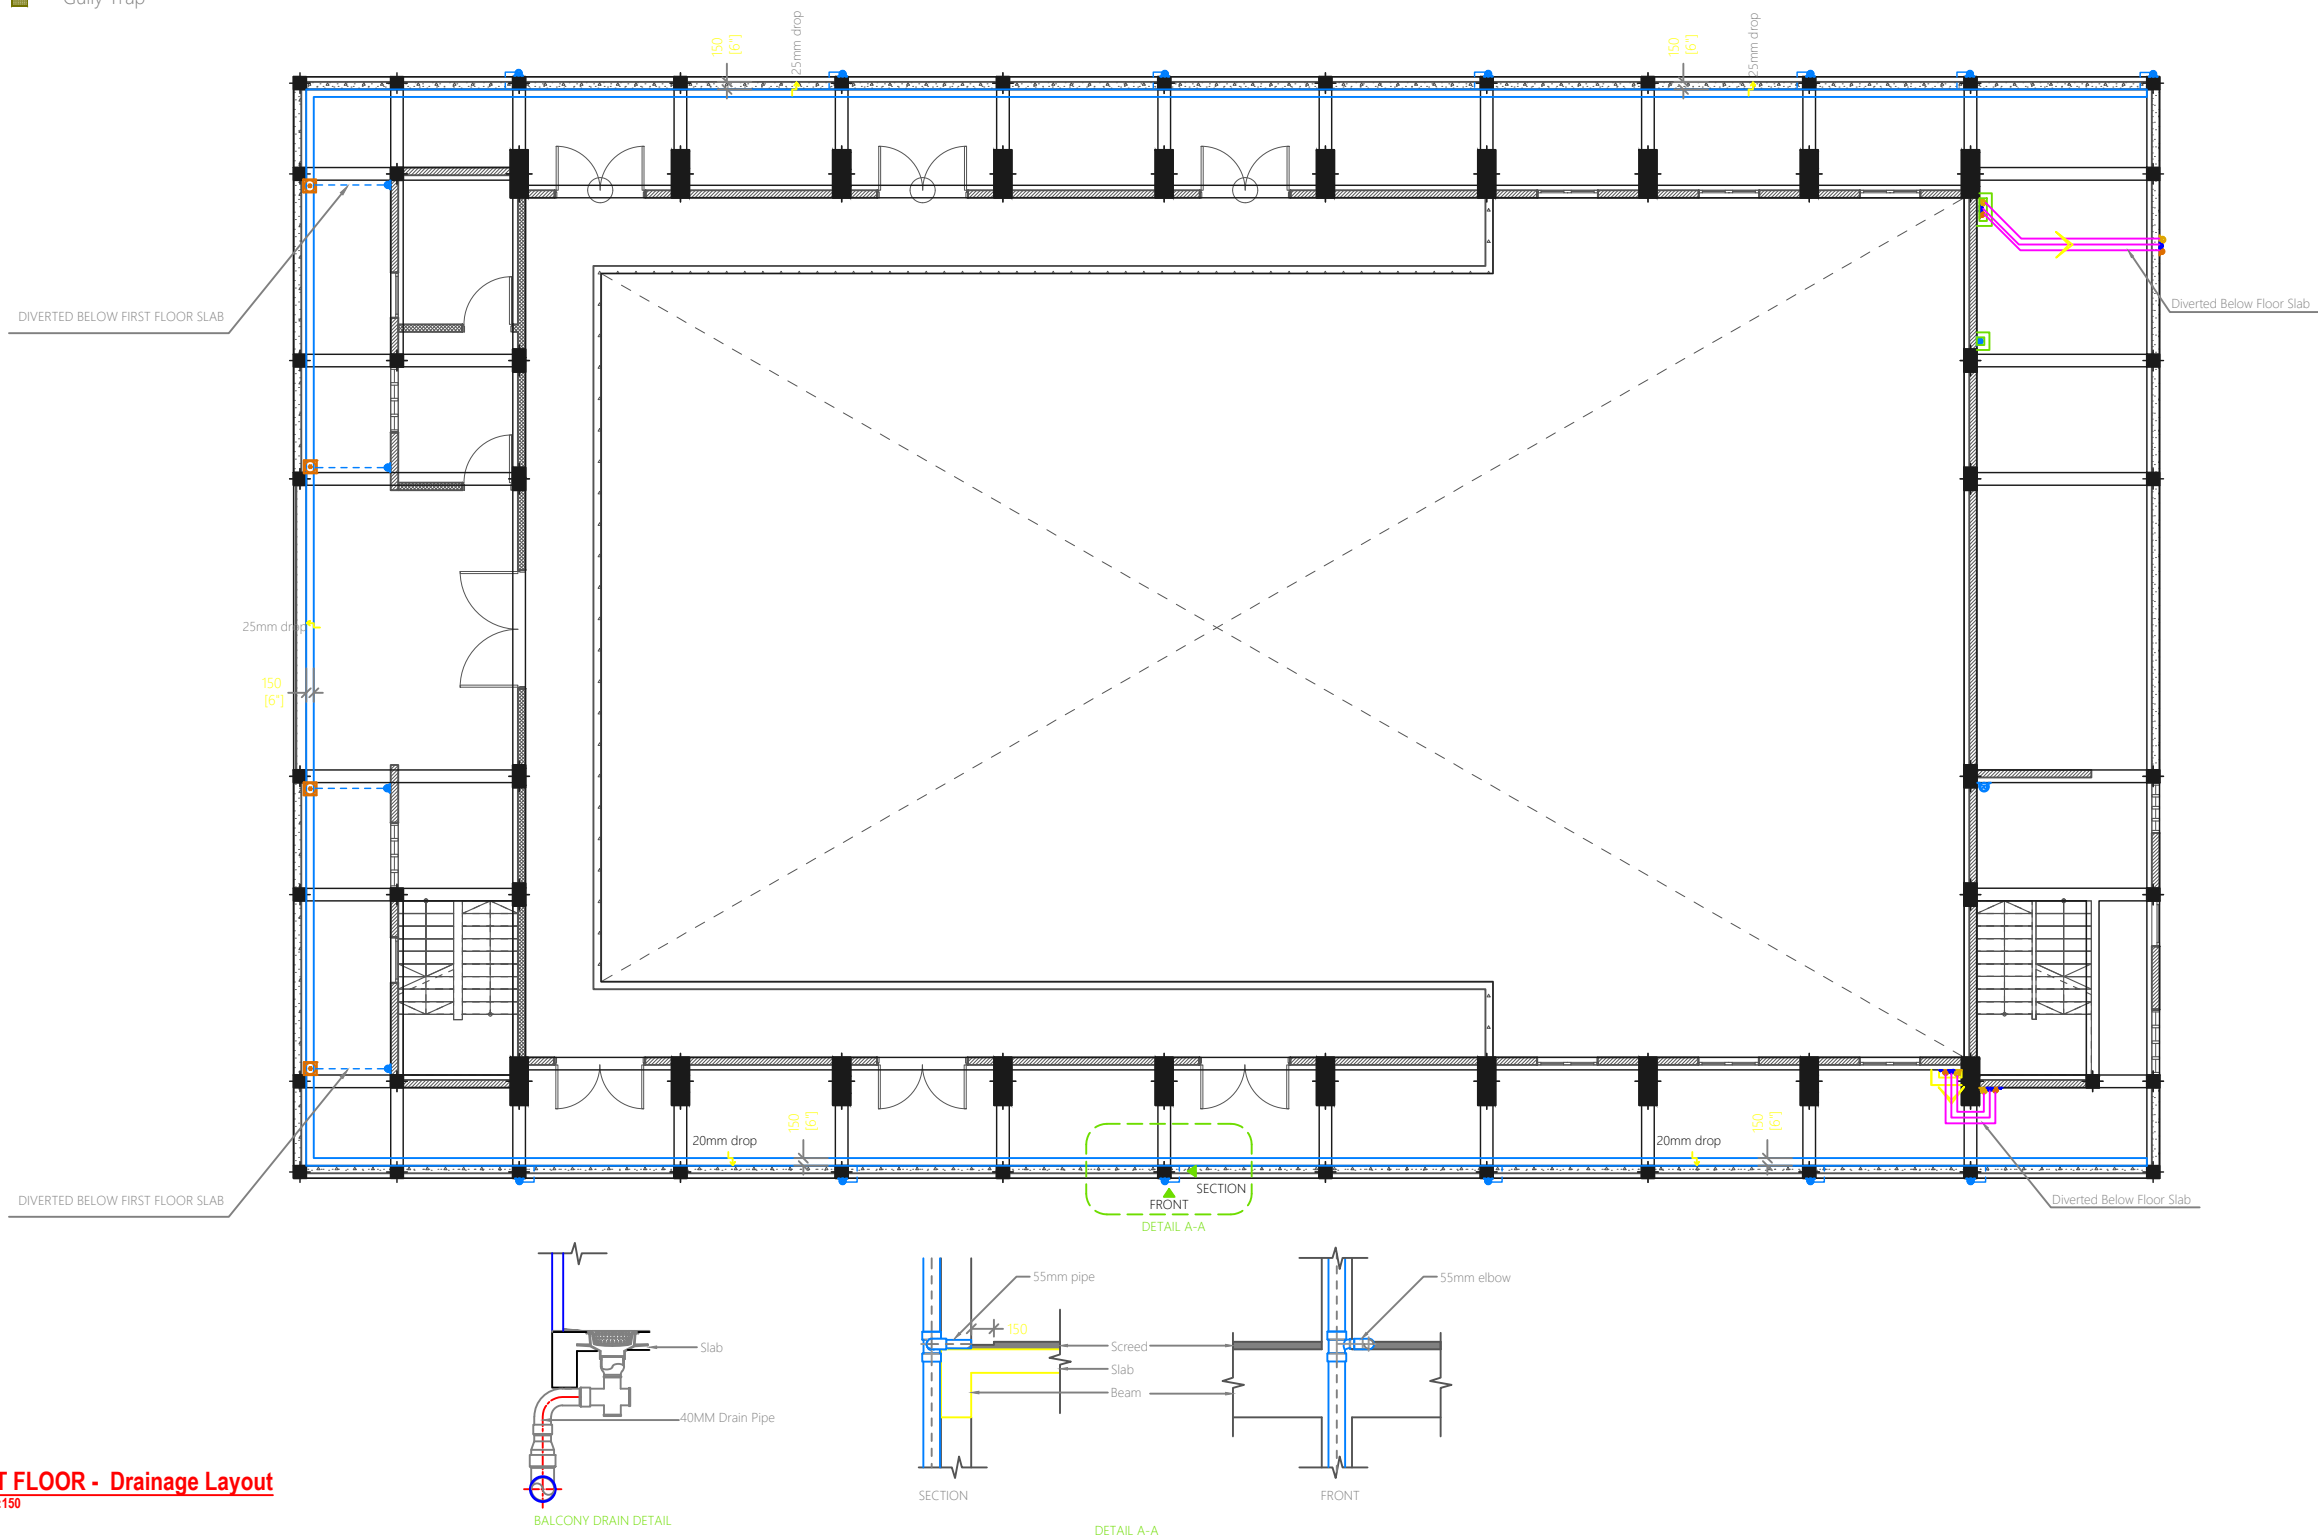 Gully Trap
150
[6"]
25mm drop
150
[6"]
25mm drop
DIVERTED BELOW FIRST FLOOR SLAB
Diverted Below Floor Slab
25mm drop
150
[6"]
20mm drop
150
[6"]
20mm drop
150
[6"]
SECTION
FRONT
DETAIL A-A
DIVERTED BELOW FIRST FLOOR SLAB
Diverted Below Floor Slab
55mm pipe
55mm elbow
150
Slab
Screed
Slab
Beam
40MM Drain Pipe
SECTION
FRONT
BALCONY DRAIN DETAIL
DETAIL A-A
T FLOOR - Drainage Layout
:150